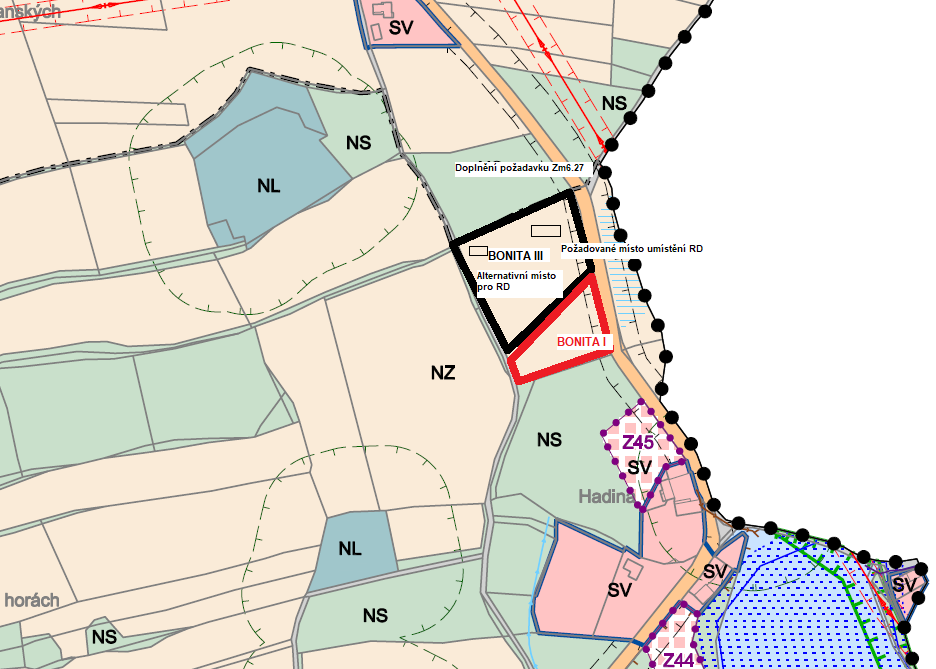 anských
SV
NS
NS
NL
Doplnění požadavku Zm6.27
BONITA III
Požadované místo umístění RD
Alternativní místo
pro RD
BONITA I
NZ
NS
Z45
SV
Hadina
NL
SV
SV
SV
horách
NS
NS
Z44